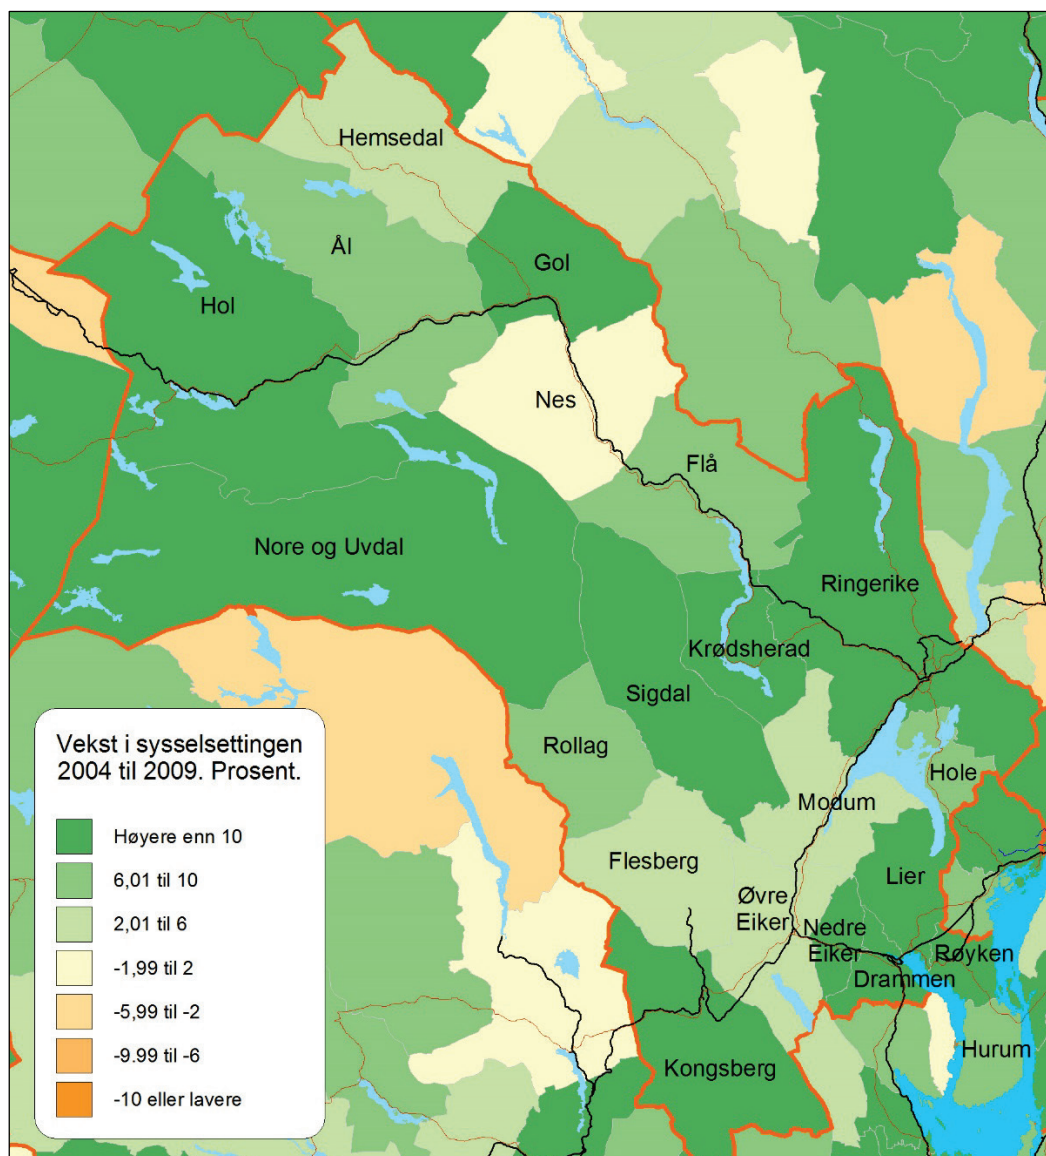 Hemsedal
Ål
Gol
Hol
Nes
Flå
Nore og Uvdal
Ringerike
Krødsherad
Sigdal
Rollag
Hole
Modum
Flesberg
Lier
Øvre
Eiker
Nedre
Eiker
Røyken
Drammen
Hurum
Kongsberg
Vekst i sysselsettingen
2004 til 2009. Prosent.
Høyere enn 10
6,01 til 10
2,01 til 6
-1,99 til 2
-5,99 til -2
-9.99 til -6
-10 eller lavere